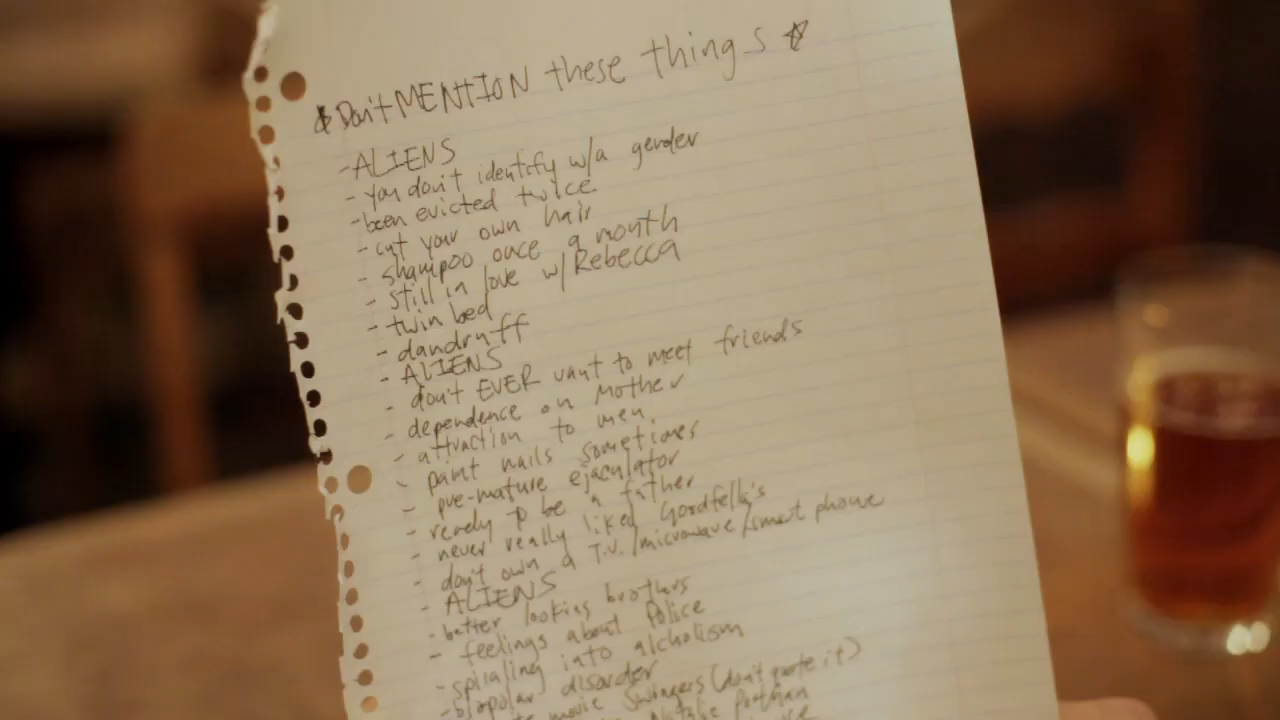 ☆ Don't MENTION these things ☆
- ALIENS
- you don't identify w/a gender
- been evicted twice
- cut your own hair
- shampoo once a month
- still in love w/Rebecca
- twin bed
- dandruff
- ALIENS
- don't EVER want to meet friends
- dependence on Mother
- attraction to men
- paint nails sometimes
- pre-mature ejaculator
- ready to be a father
- never really liked Goodfella's
- don't own a T.V./microwave/smart phone
- ALIENS
- better looking brothers
- feelings about Police
- spiraling into alcholism
- bipolar disorder
movie Swingers (don't quote it)
Natalie Portman